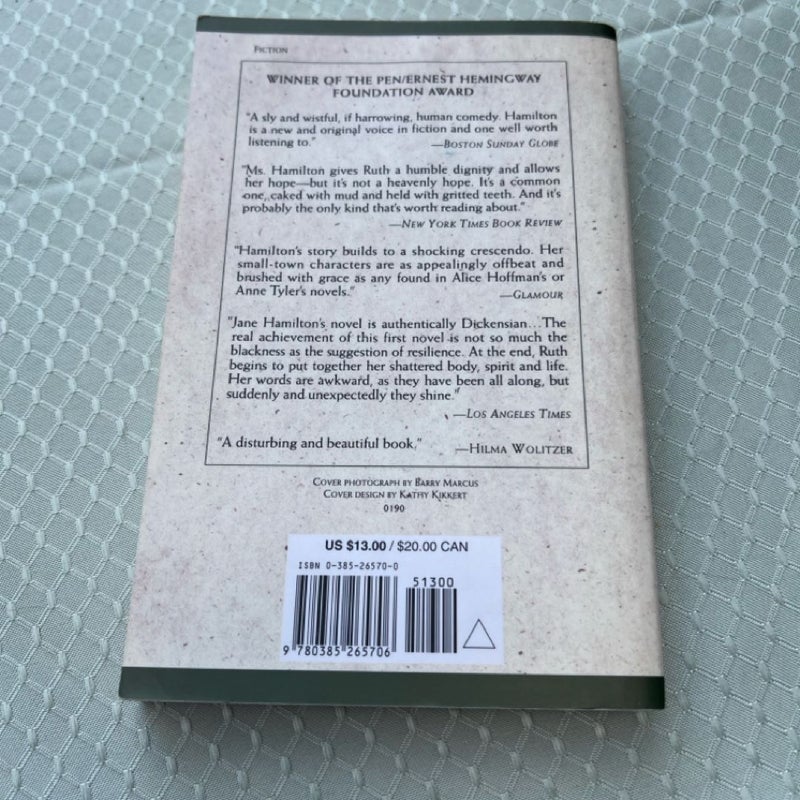 FICTION
WINNER OF THE PEN/ERNEST HEMINGWAY
FOUNDATION AWARD
"A sly and wistful, if harrowing, human comedy. Hamilton
is a new and original voice in fiction and one well worth
listening to."
—BOSTON SUNDAY GLOBE
"Ms. Hamilton gives Ruth a humble dignity and allows
her hope—but it's not a heavenly hope. It's a common
one, caked with mud and held with gritted teeth. And it's
probably the only kind that's worth reading about."
—NEW YORK TIMES BOOK REVIEW
"Hamilton's story builds to a shocking crescendo. Her
small-town characters are as appealingly offbeat and
brushed with grace as any found in Alice Hoffman's or
Anne Tyler's novels."
—GLAMOUR
"Jane Hamilton's novel is authentically Dickensian...The
real achievement of this first novel is not so much the
blackness as the suggestion of resilience. At the end, Ruth
begins to put together her shattered body, spirit and life.
Her words are awkward, as they have been all along, but
suddenly and unexpectedly they shine."
—LOS ANGELES TIMES
"A disturbing and beautiful book." —HILMA WOLITZER
COVER PHOTOGRAPH BY BARRY MARCUS
COVER DESIGN BY KATHY KIKKERT
0190
US $13.00 / $20.00 CAN
ISBN 0-385-26570-0
51300
9 780385 265706